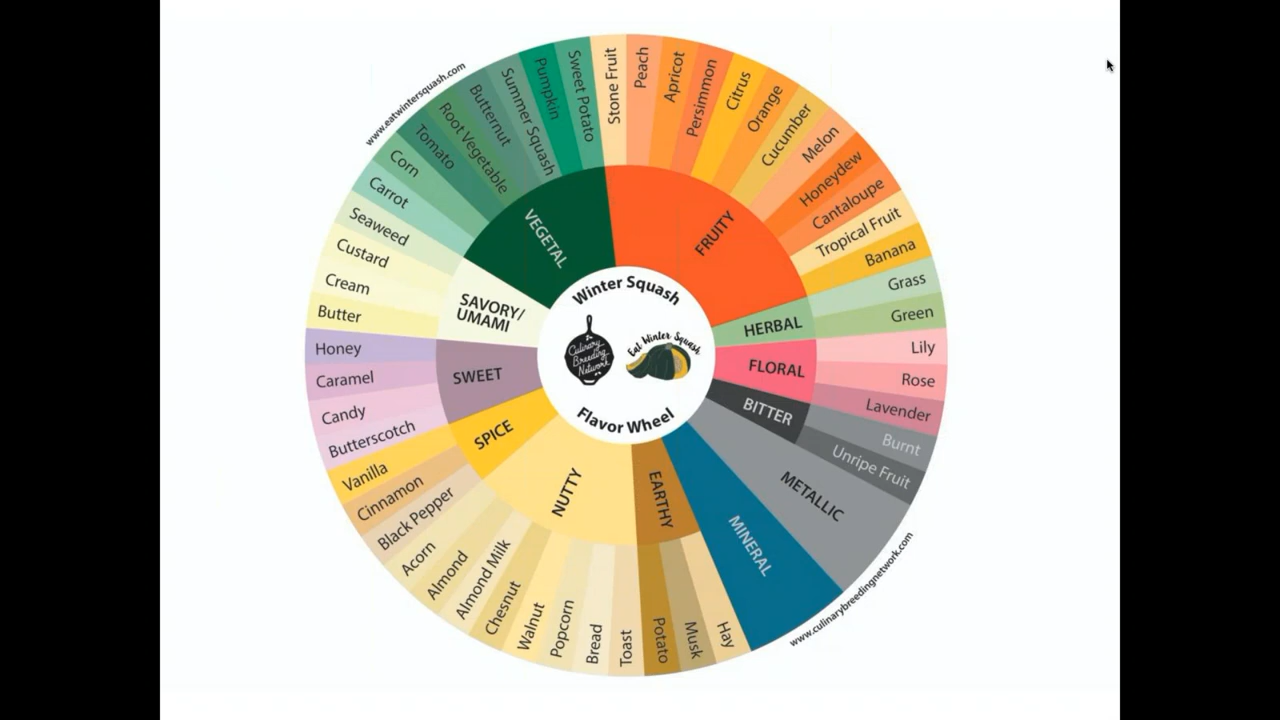 www.eatwintersquash.com
Winter Squash
Culinary
Breeding
Network
Eat Winter Squash
Flavor Wheel
FRUITY
Stone Fruit
Peach
Apricot
Persimmon
Citrus
Orange
Cucumber
Melon
Honeydew
Cantaloupe
Tropical Fruit
Banana
HERBAL
Grass
Green
FLORAL
Lily
Rose
Lavender
BITTER
Burnt
Unripe Fruit
METALLIC
MINERAL
EARTHY
Hay
Musk
Potato
NUTTY
Toast
Bread
Popcorn
Walnut
Chesnut
Almond Milk
Almond
Acorn
SPICE
Black Pepper
Cinnamon
Vanilla
SWEET
Butterscotch
Candy
Caramel
Honey
SAVORY/
UMAMI
Butter
Cream
Custard
Seaweed
VEGETAL
Carrot
Corn
Tomato
Root Vegetable
Butternut
Summer Squash
Pumpkin
Sweet Potato
www.culinarybreedingnetwork.com